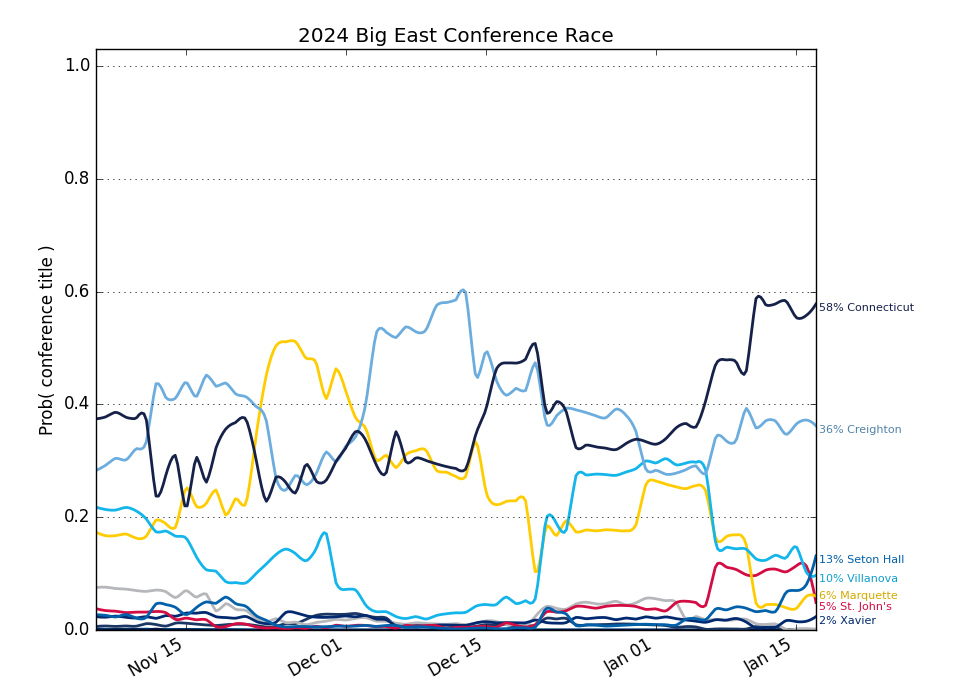 2024 Big East Conference Race
Prob( conference title )
1.0
0.8
0.6
0.4
0.2
0.0
58% Connecticut
36% Creighton
13% Seton Hall
10% Villanova
6% Marquette
5% St. John's
2% Xavier
Nov 15
Dec 01
Dec 15
Jan 01
Jan 15